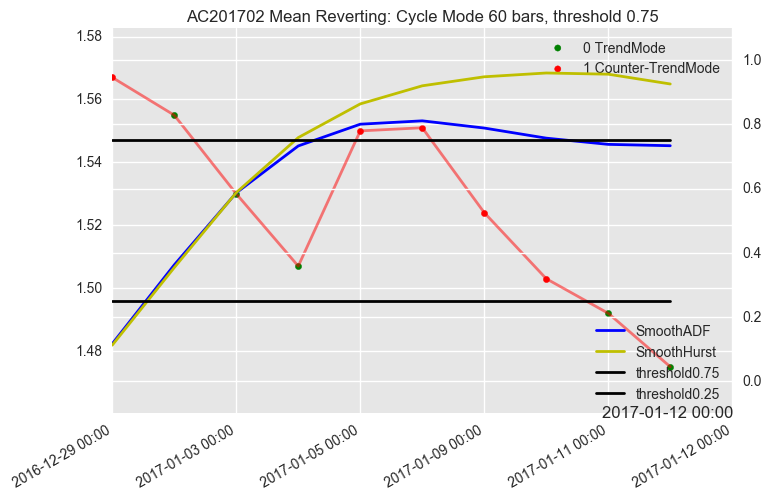 AC201702 Mean Reverting: Cycle Mode 60 bars, threshold 0.75
1.58
1.56
1.54
1.52
1.50
1.48
0 TrendMode
1 Counter-TrendMode
1.0
0.8
0.6
0.4
0.2
0.0
SmoothADF
SmoothHurst
threshold0.75
threshold0.25
2017-01-12 00:00
2016-12-29 00:00
2017-01-03 00:00
2017-01-05 00:00
2017-01-09 00:00
2017-01-11 00:00
2017-01-12 00:00